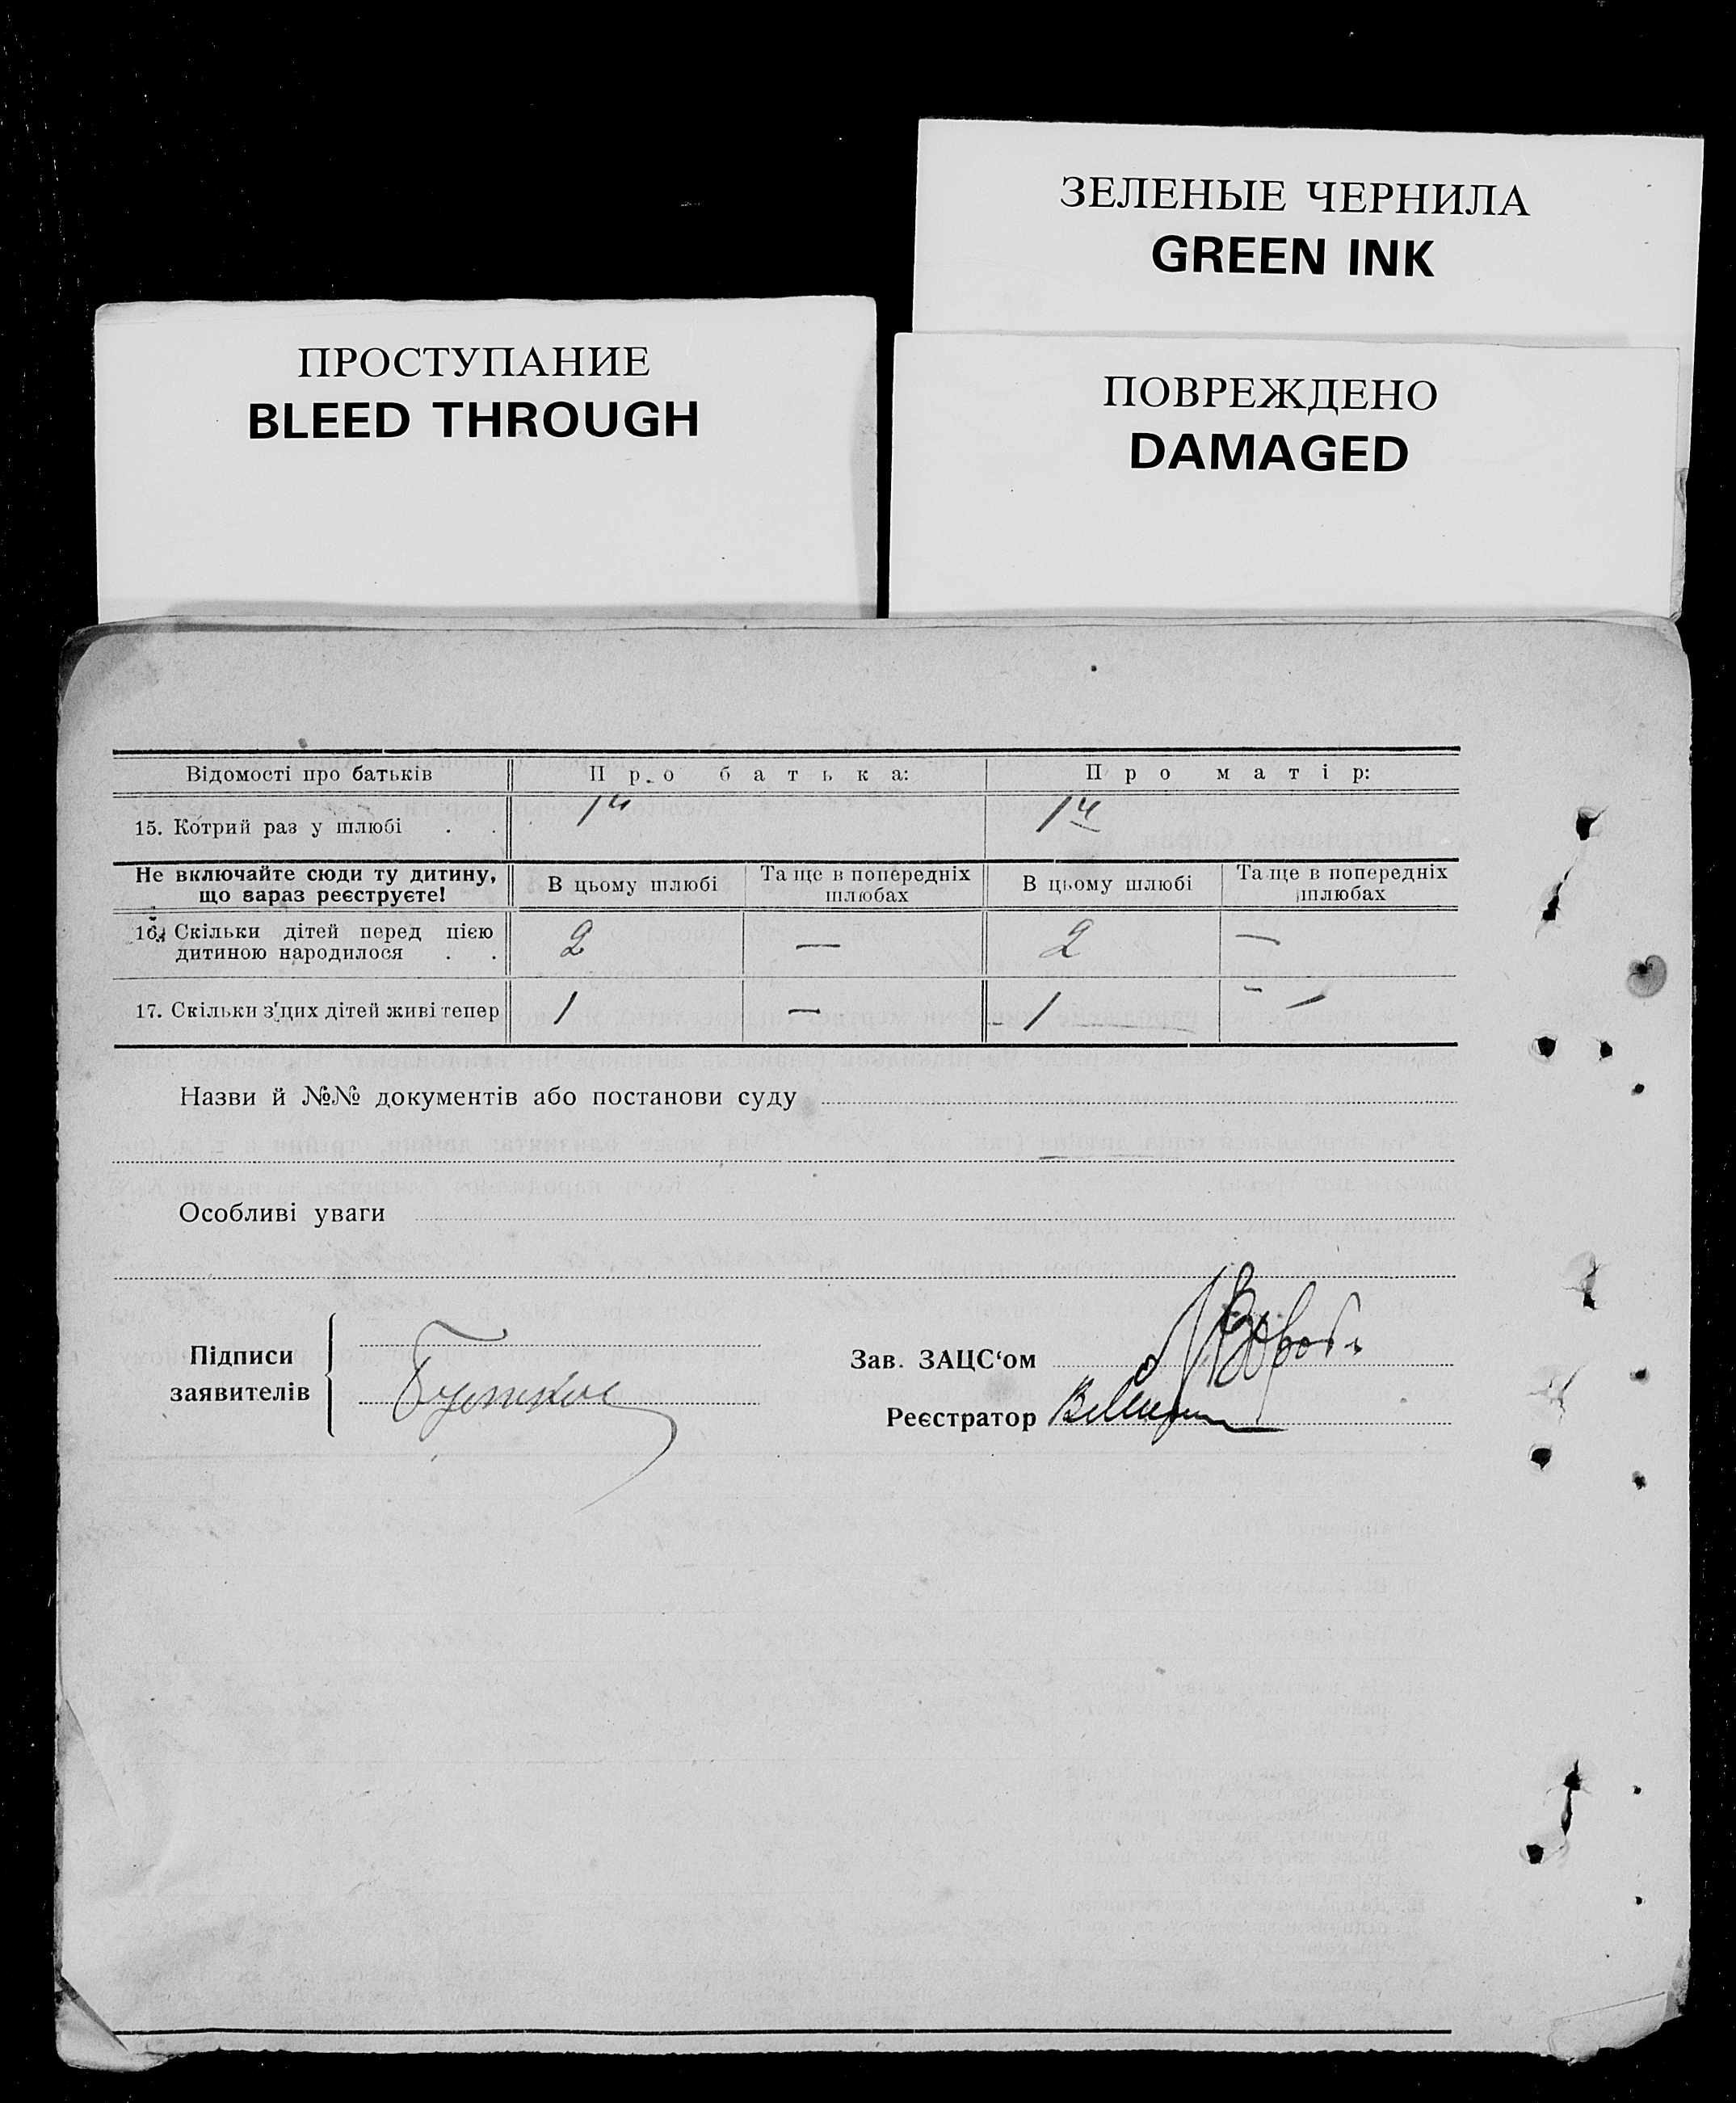 ЗЕЛЕНЫЕ ЧЕРНИЛА
GREEN INK
ПРОСТУПАНИЕ
BLEED THROUGH
ПОВРЕЖДЕНО
DAMAGED
Відомості про батьків Про батька: Про матір:
15. Котрий раз у шлюбі . . 1й 1й
Не включайте сюди ту дитину, що зараз реєструєте! В цьому шлюбі Та ще в попередніх шлюбах В цьому шлюбі Та ще в попередніх шлюбах
16. Скільки дітей перед цією дитиною народилося . . 2 — 2 —
17. Скільки з цих дітей живі тепер 1 — 1 —
Назви й №№ документів або постанови суду
Особливі уваги
Підписи
заявителів
Зав. ЗАЦС‘ом
Реєстратор